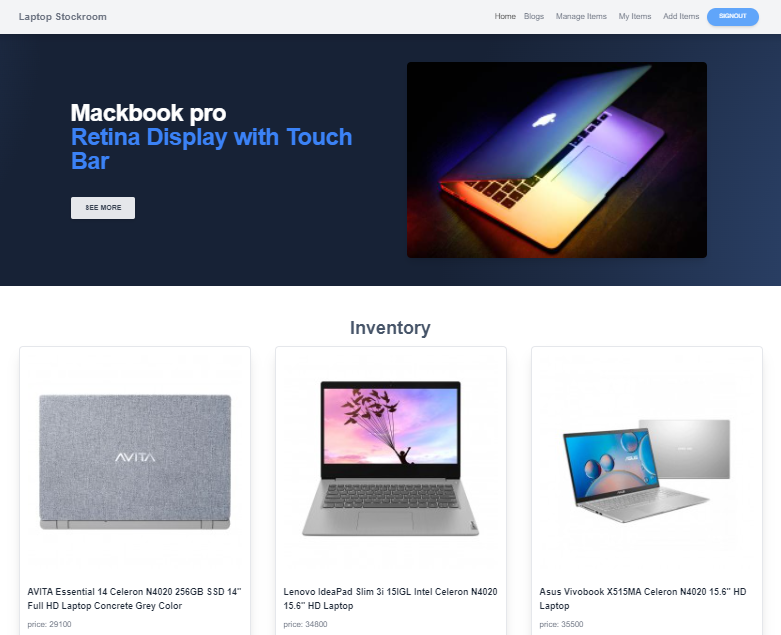 Laptop Stockroom
Home Blogs Manage Items My Items Add Items SIGNOUT
Mackbook pro
Retina Display with Touch
Bar
SEE MORE
Inventory
AVITA
ASUS
AVITA Essential 14 Celeron N4020 256GB SSD 14"
Full HD Laptop Concrete Grey Color
price: 29100
Lenovo IdeaPad Slim 3i 15IGL Intel Celeron N4020
15.6" HD Laptop
price: 34800
Asus Vivobook X515MA Celeron N4020 15.6" HD
Laptop
price: 35500